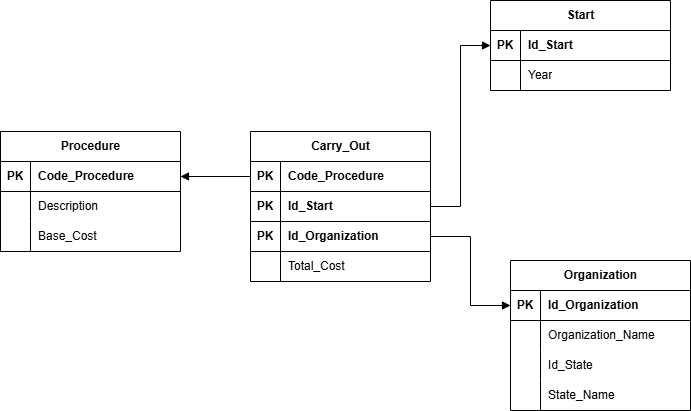 Start
PK Id_Start
Year
Procedure
PK Code_Procedure
Description
Base_Cost
Carry_Out
PK Code_Procedure
PK Id_Start
PK Id_Organization
Total_Cost
Organization
PK Id_Organization
Organization_Name
Id_State
State_Name